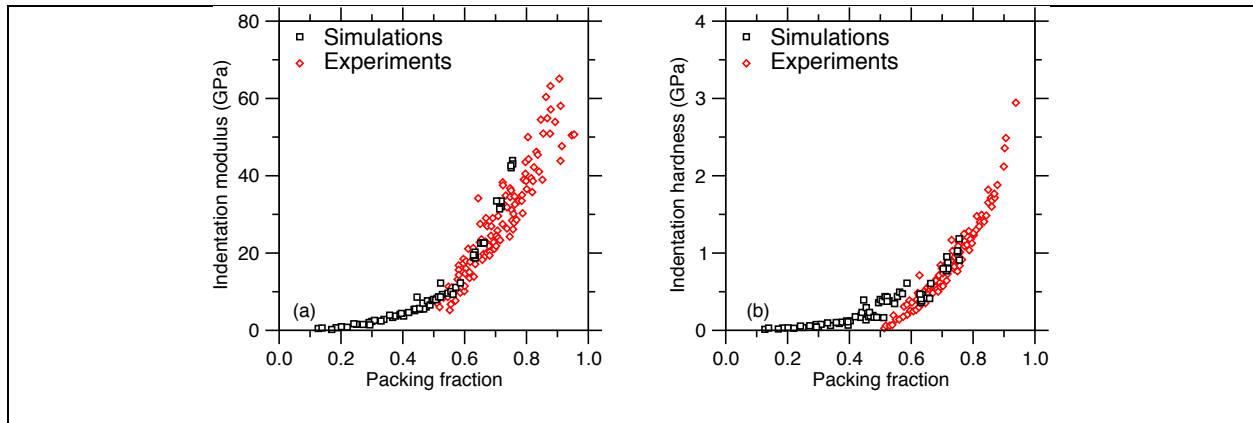 80
60
40
20
0
Indentation modulus (GPa)
Simulations
Experiments
(a)
0.0 0.2 0.4 0.6 0.8 1.0
Packing fraction
4
3
2
1
0
Indentation hardness (GPa)
Simulations
Experiments
(b)
0.0 0.2 0.4 0.6 0.8 1.0
Packing fraction